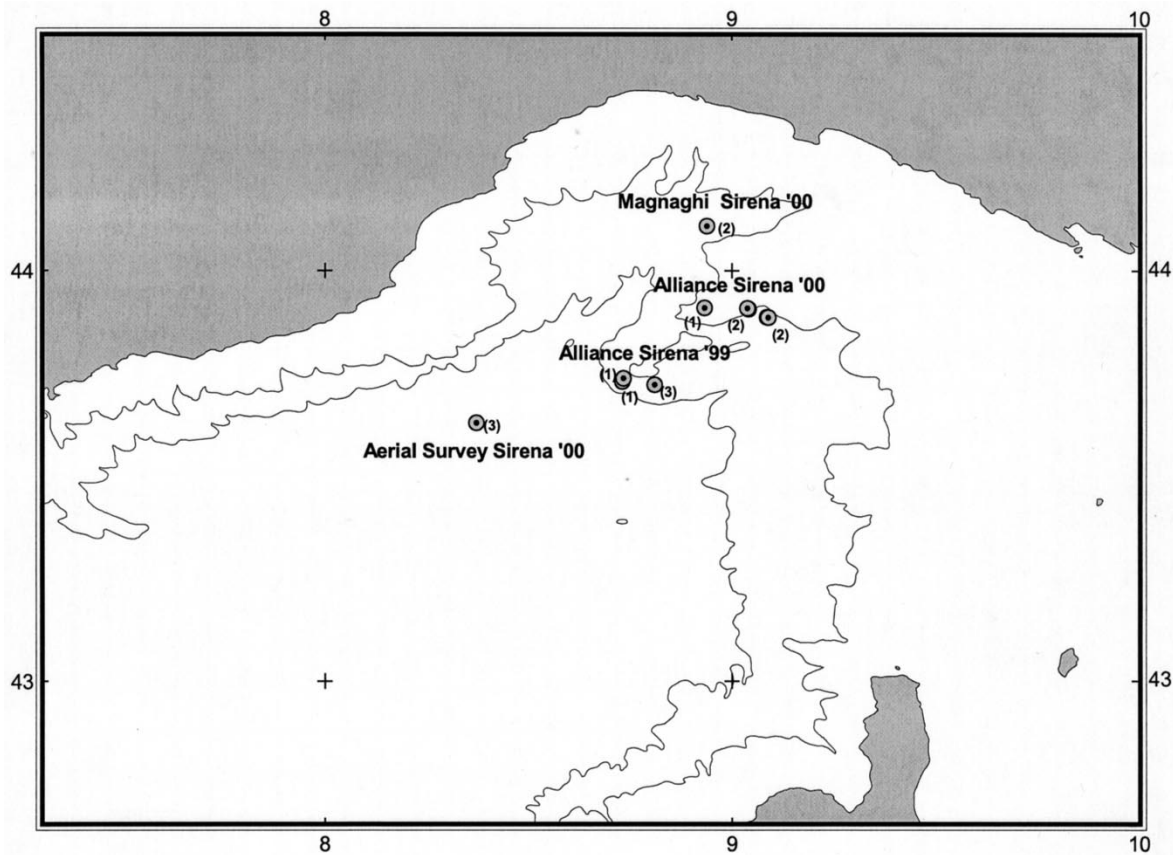 8 9 10
Magnaghi Sirena '00
(2)
44 44
Alliance Sirena '00
(1) (2) (2)
Alliance Sirena '99
(1) (1) (3)
(3)
Aerial Survey Sirena '00
43 43
8 9 10